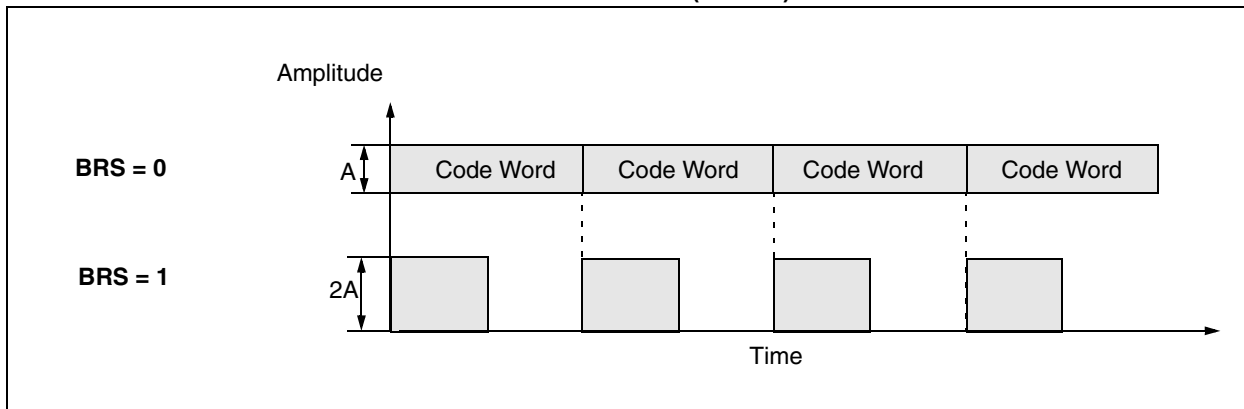 Amplitude
BRS = 0
A
Code Word Code Word Code Word Code Word
BRS = 1
2A
Time